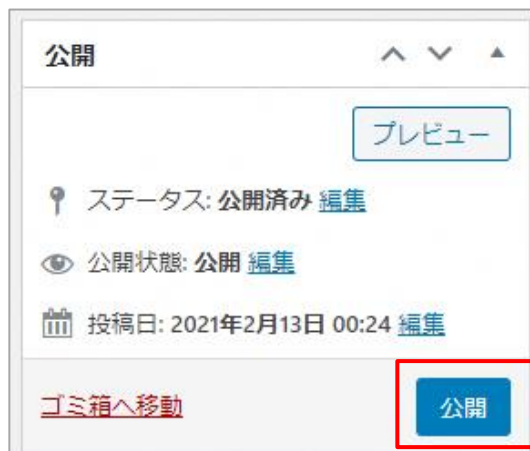 公開
プレビュー
ステータス: 公開済み 編集
公開状態: 公開 編集
投稿日: 2021年2月13日 00:24 編集
ゴミ箱へ移動
公開